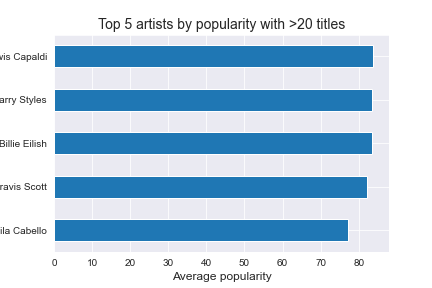 Top 5 artists by popularity with >20 titles
wis Capaldi
arry Styles
Billie Eilish
ravis Scott
ila Cabello
0 10 20 30 40 50 60 70 80
Average popularity